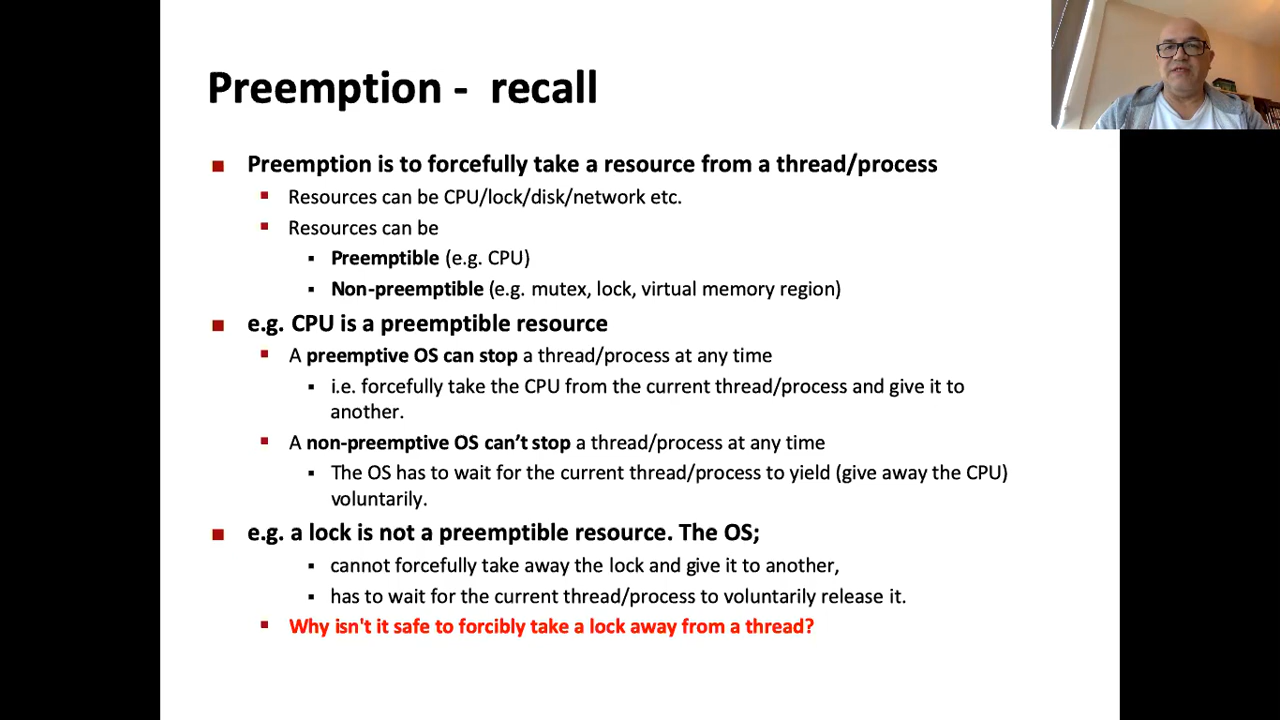 Preemption - recall
Preemption is to forcefully take a resource from a thread/process
Resources can be CPU/lock/disk/network etc.
Resources can be
Preemptible (e.g. CPU)
Non-preemptible (e.g. mutex, lock, virtual memory region)
e.g. CPU is a preemptible resource
A preemptive OS can stop a thread/process at any time
i.e. forcefully take the CPU from the current thread/process and give it to
another.
A non-preemptive OS can't stop a thread/process at any time
The OS has to wait for the current thread/process to yield (give away the CPU)
voluntarily.
e.g. a lock is not a preemptible resource. The OS;
cannot forcefully take away the lock and give it to another,
has to wait for the current thread/process to voluntarily release it.
Why isn't it safe to forcibly take a lock away from a thread?